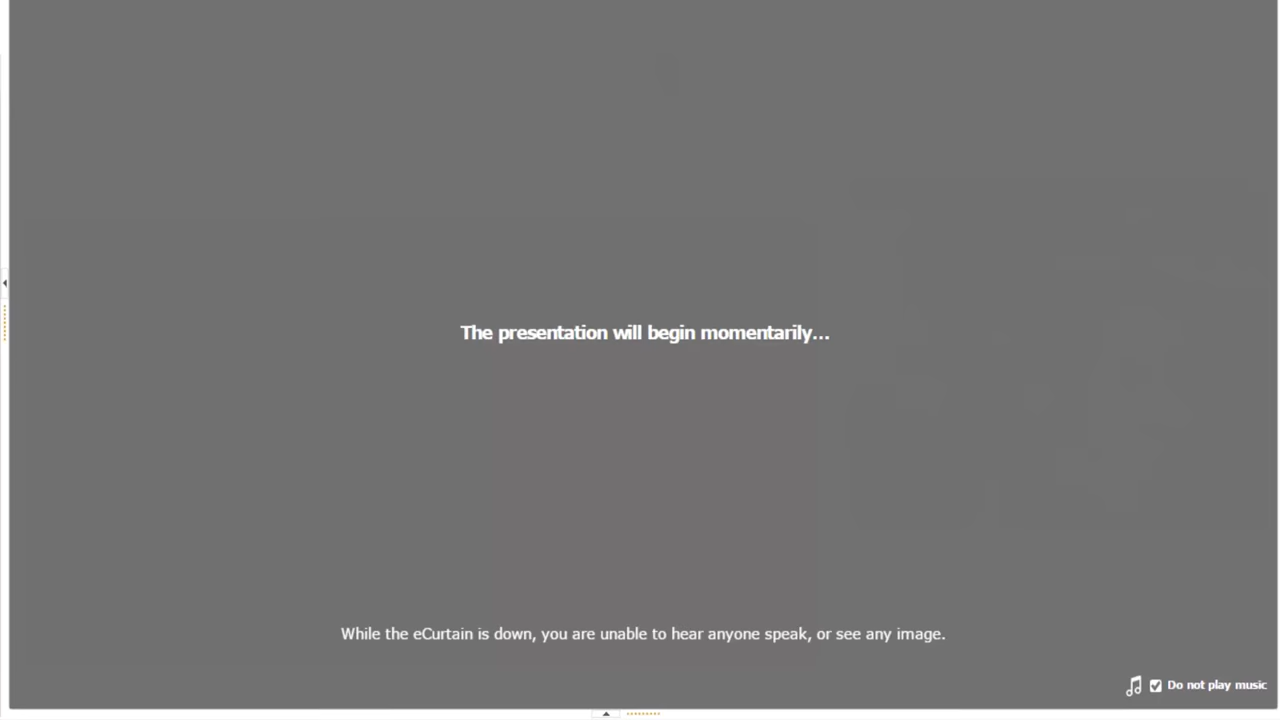 The presentation will begin momentarily...
While the eCurtain is down, you are unable to hear anyone speak, or see any image.
Do not play music